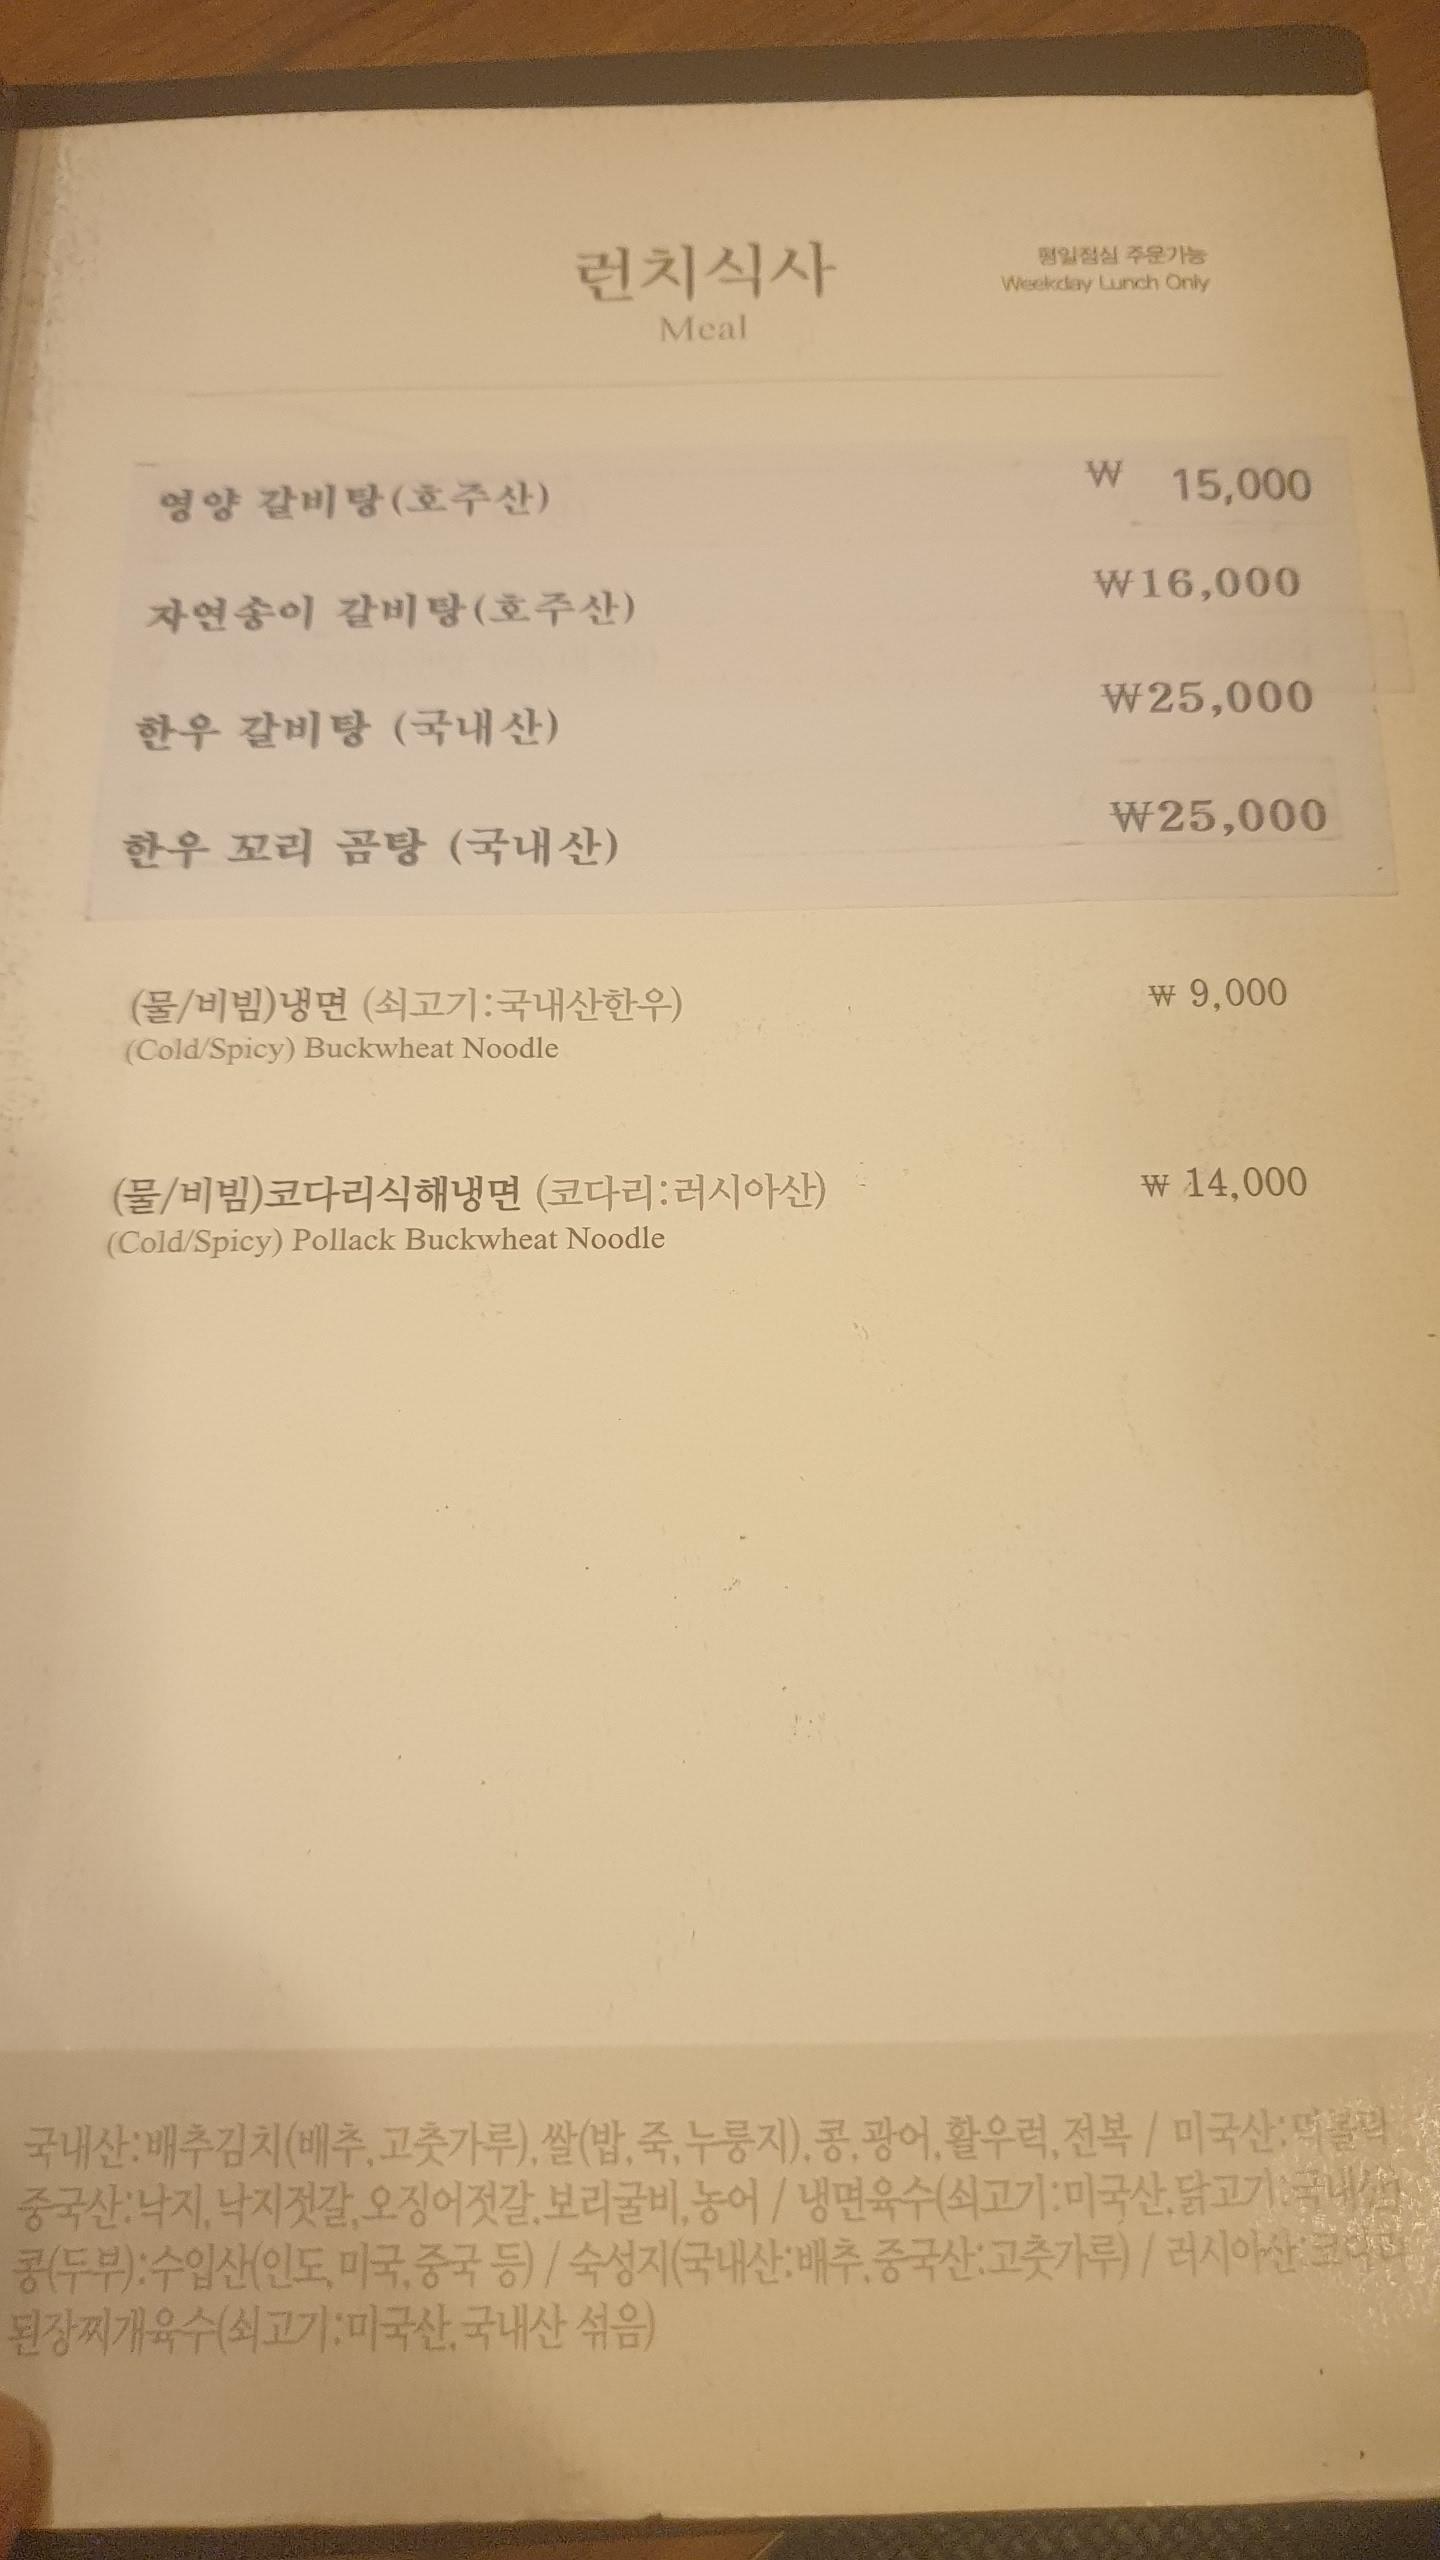 런치식사
Meal
평일점심 주문가능
Weekday Lunch Only
영양 갈비탕(호주산) ₩ 15,000
자연송이 갈비탕(호주산) ₩16,000
한우 갈비탕 (국내산) ₩25,000
한우 꼬리 곰탕 (국내산) ₩25,000
(물/비빔)냉면 (쇠고기:국내산한우) ₩ 9,000
(Cold/Spicy) Buckwheat Noodle
(물/비빔)코다리식해냉면 (코다리:러시아산) ₩ 14,000
(Cold/Spicy) Pollack Buckwheat Noodle
국내산:배추김치(배추,고춧가루),쌀(밥,죽,누룽지),콩,광어,활우럭,전복 / 미국산:
중국산:낙지,낙지젓갈,오징어젓갈,보리굴비,농어 / 냉면육수(쇠고기:미국산,닭고기:국내산)
콩(두부):수입산(인도,미국,중국 등) / 숙성지(국내산:배추,중국산:고춧가루) / 러시아산:코다리
된장찌개육수(쇠고기:미국산,국내산 섞음)